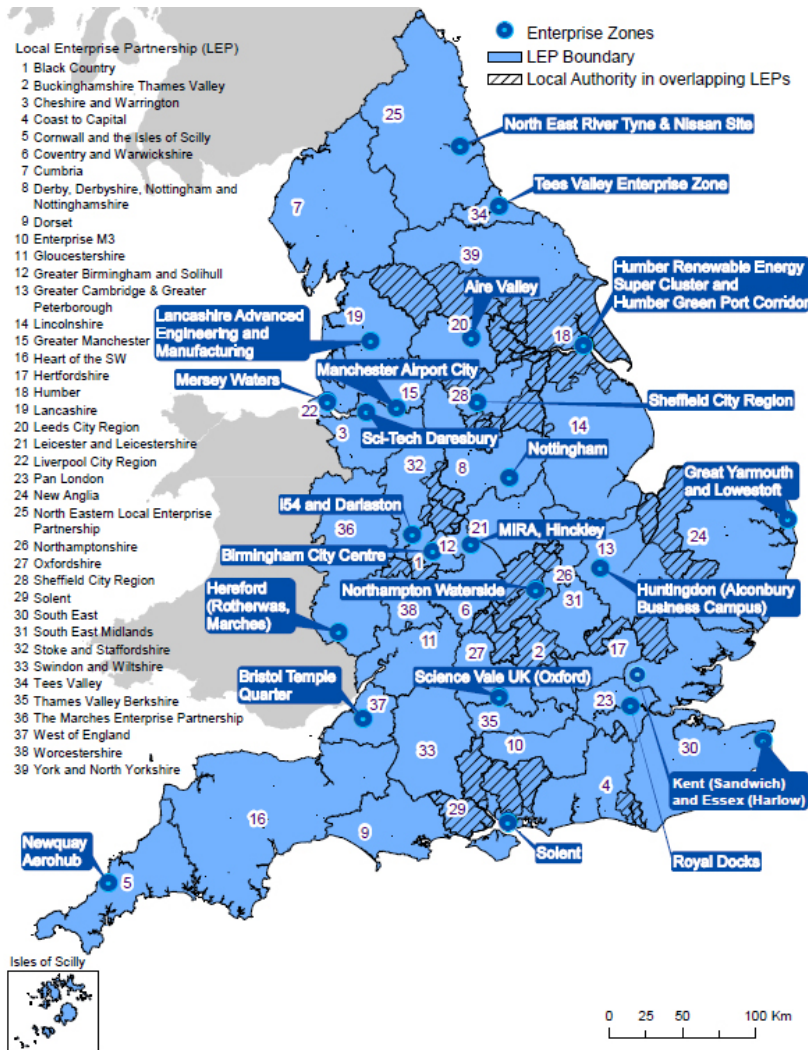 Enterprise Zones
LEP Boundary
Local Authority in overlapping LEPs
Local Enterprise Partnership (LEP)
1 Black Country
2 Buckinghamshire Thames Valley
3 Cheshire and Warrington
4 Coast to Capital
5 Cornwall and the Isles of Scilly
6 Coventry and Warwickshire
7 Cumbria
8 Derby, Derbyshire, Nottingham and
Nottinghamshire
9 Dorset
10 Enterprise M3
11 Gloucestershire
12 Greater Birmingham and Solihull
13 Greater Cambridge & Greater
Peterborough
14 Lincolnshire
15 Greater Manchester
16 Heart of the SW
17 Hertfordshire
18 Humber
19 Lancashire
20 Leeds City Region
21 Leicester and Leicestershire
22 Liverpool City Region
23 Pan London
24 New Anglia
25 North Eastern Local Enterprise
Partnership
26 Northamptonshire
27 Oxfordshire
28 Sheffield City Region
29 Solent
30 South East
31 South East Midlands
32 Stoke and Staffordshire
33 Swindon and Wiltshire
34 Tees Valley
35 Thames Valley Berkshire
36 The Marches Enterprise Partnership
37 West of England
38 Worcestershire
39 York and North Yorkshire
25
North East River Tyne & Nissan Site
Tees Valley Enterprise Zone
34
7
39
Humber Renewable Energy
Super Cluster and
Humber Green Port Corridor
Aire Valley
19
20
18
Lancashire Advanced
Engineering and
Manufacturing
Manchester Airport City
Mersey Waters
15
28
Sheffield City Region
22
3
Sci-Tech Daresbury
14
32
8
Nottingham
Great Yarmouth
and Lowestoft
I54 and Darlaston
36
21
MIRA, Hinckley
24
Birmingham City Centre
12
13
1
26
Northampton Waterside
Huntingdon (Alconbury
Business Campus)
Hereford
(Rotherwas,
Marches)
38
6
31
11
27
2
17
Bristol Temple
Quarter
Science Vale UK (Oxford)
37
35
23
33
10
30
Kent (Sandwich)
and Essex (Harlow)
4
29
16
9
Solent
Royal Docks
Newquay
Aerohub
5
Isles of Scilly
0 25 50 100 Km